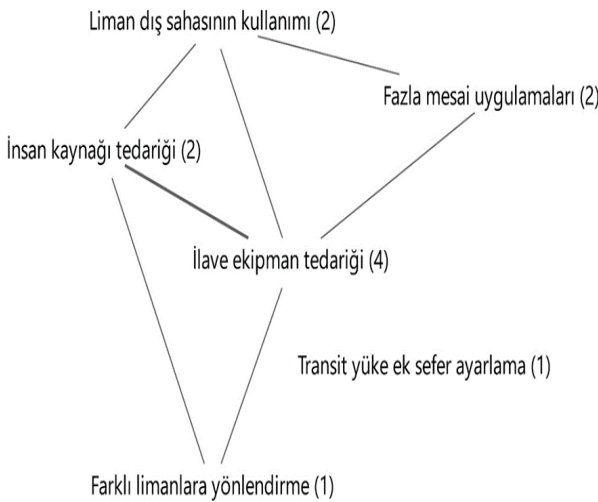 Liman dış sahasının kullanımı (2)
Fazla mesai uygulamaları (2)
İnsan kaynağı tedariği (2)
İlave ekipman tedariği (4)
Transit yüke ek sefer ayarlama (1)
Farklı limanlara yönlendirme (1)